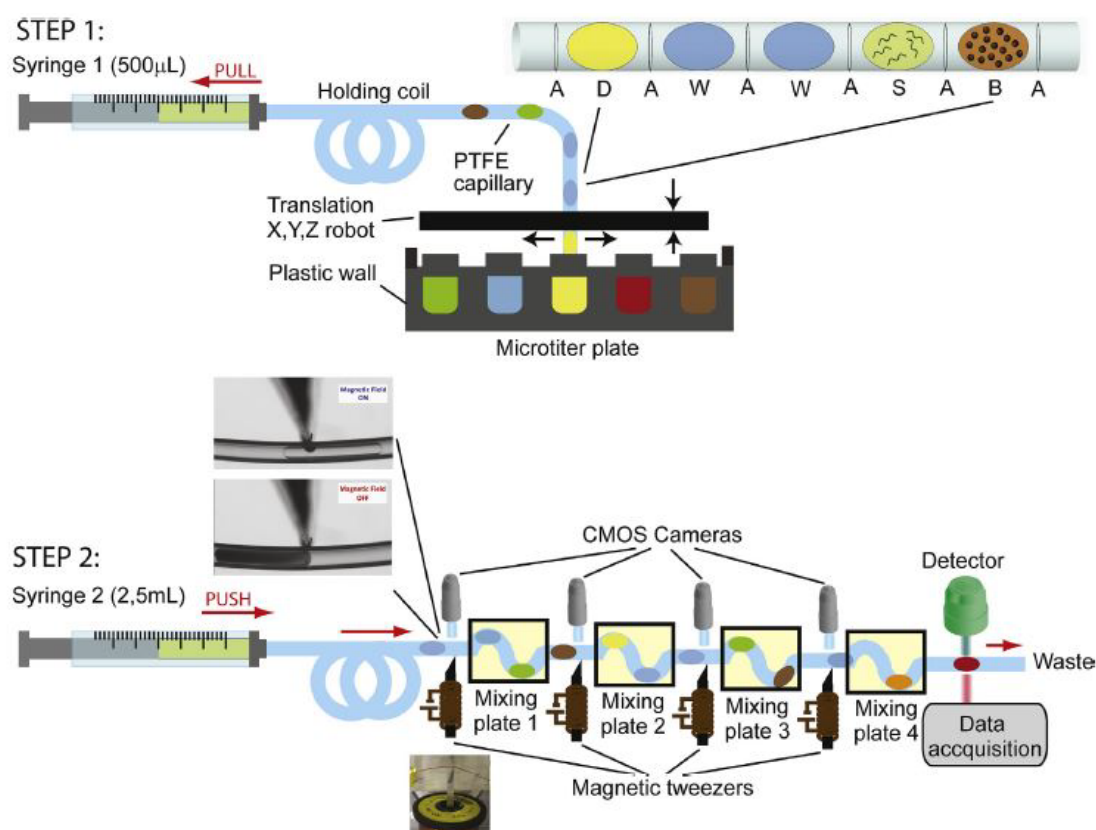 STEP 1:
Syringe 1 (500μL)
PULL
Holding coil
PTFE
capillary
A D A W A W A S A B A
Translation
X,Y,Z robot
Plastic wall
Microtiter plate
Magnetic Field
ON
Magnetic Field
OFF
STEP 2:
Syringe 2 (2,5mL)
PUSH
CMOS Cameras
Detector
Waste
Mixing
plate 1
Mixing
plate 2
Mixing
plate 3
Mixing
plate 4
Data
accquisition
Magnetic tweezers